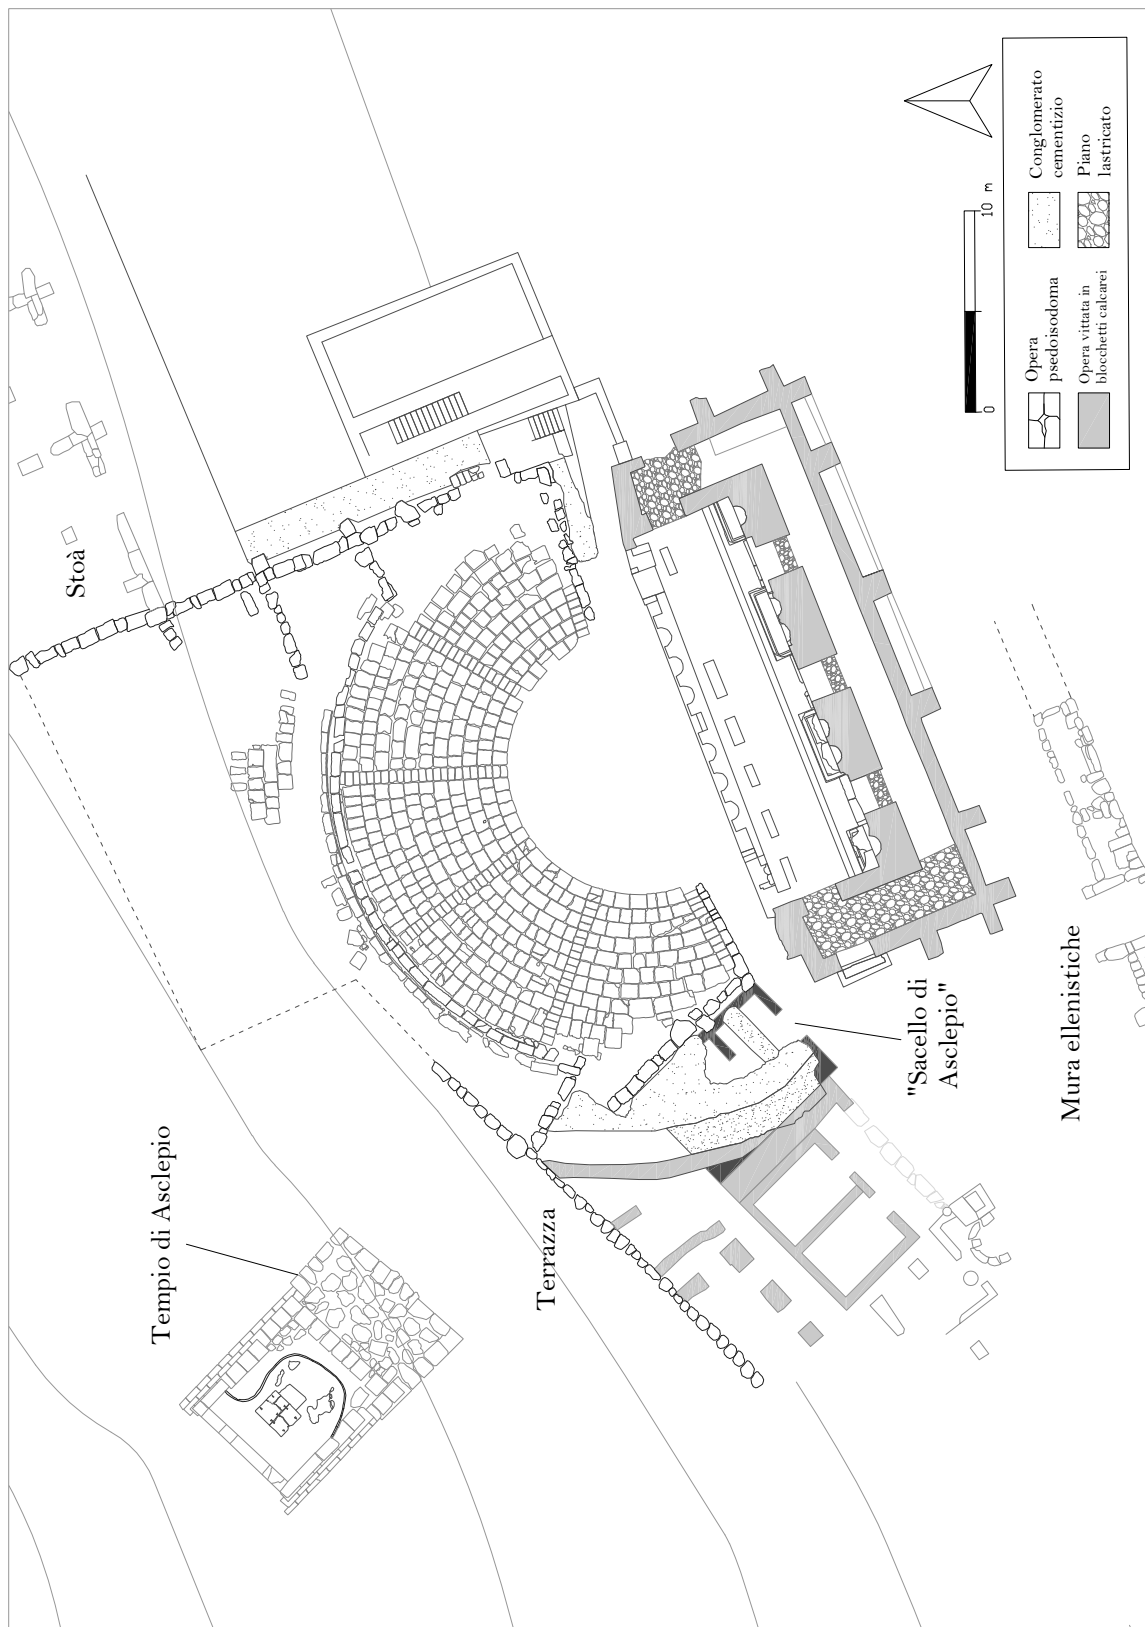 Stoà
Tempio di Asclepio
Terrazza
"Sacello di
Asclepio"
Mura ellenistiche
0
10 m
Opera
psedoisodoma
Conglomerato
cementizio
Opera vittata in
blocchetti calcarei
Piano
lastricato